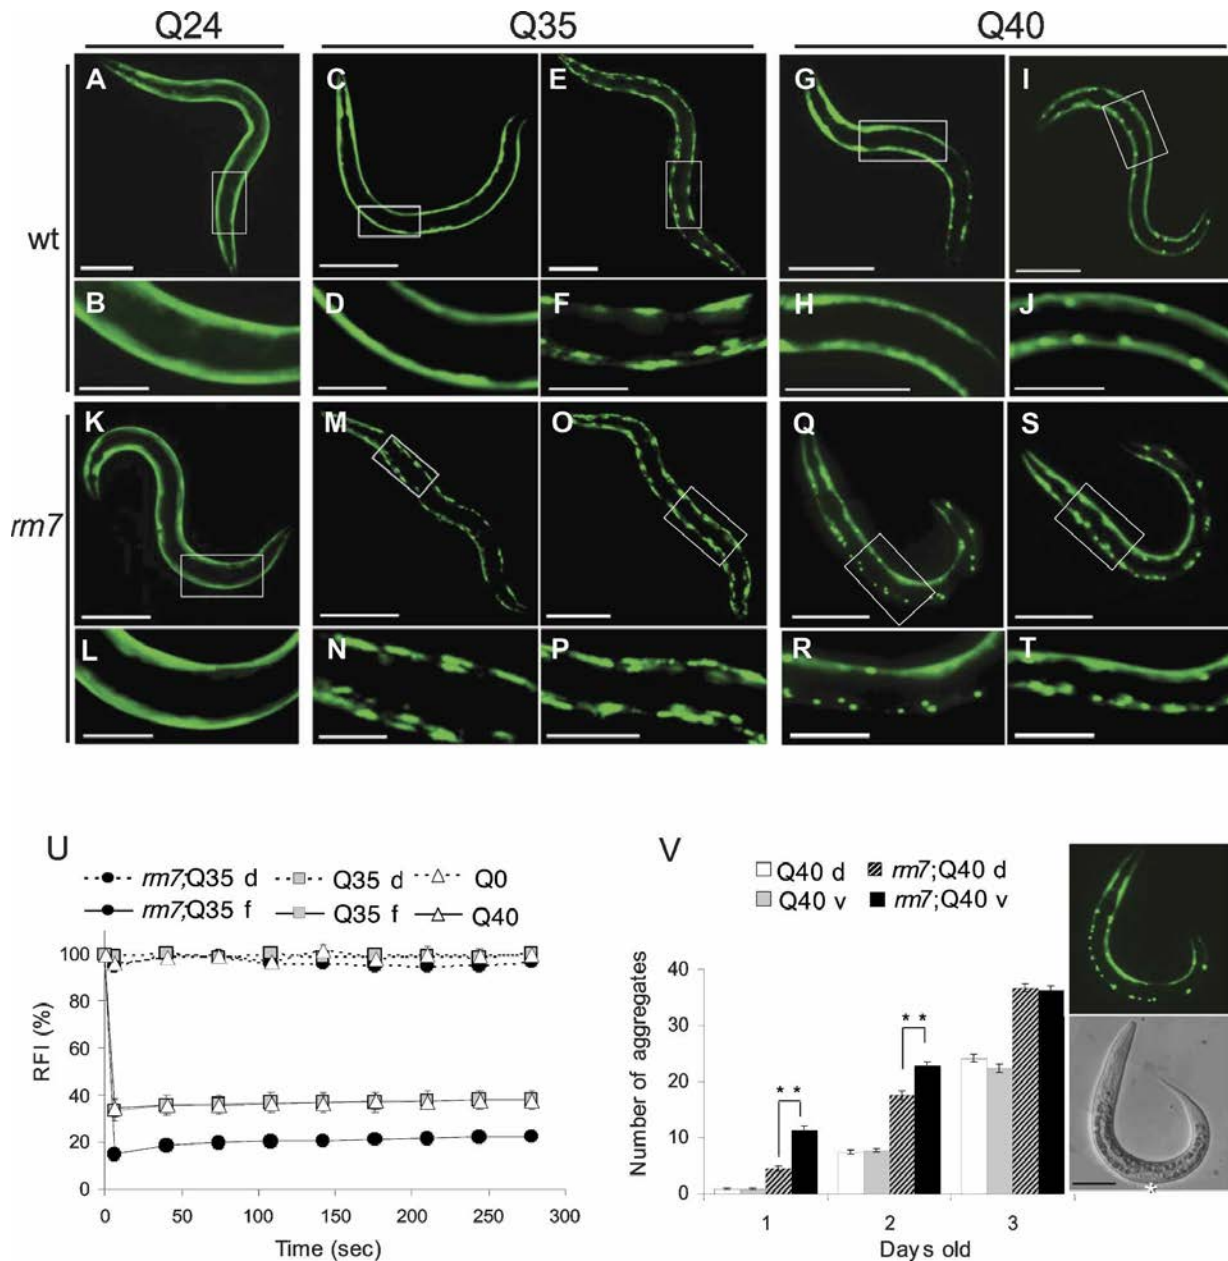 Q24 Q35 Q40
A C E G I
wt
B D F H J
K M O Q S
rm7
L N P R T
U
rm7;Q35 d Q35 d Q0
rm7;Q35 f Q35 f Q40
100
80
60
40
20
0
RFI (%)
0 50 100 150 200 250 300
Time (sec)
V
Q40 d rm7;Q40 d
Q40 v rm7;Q40 v
40
30
20
10
0
Number of aggregates
* *
* *
1 2 3
Days old
*